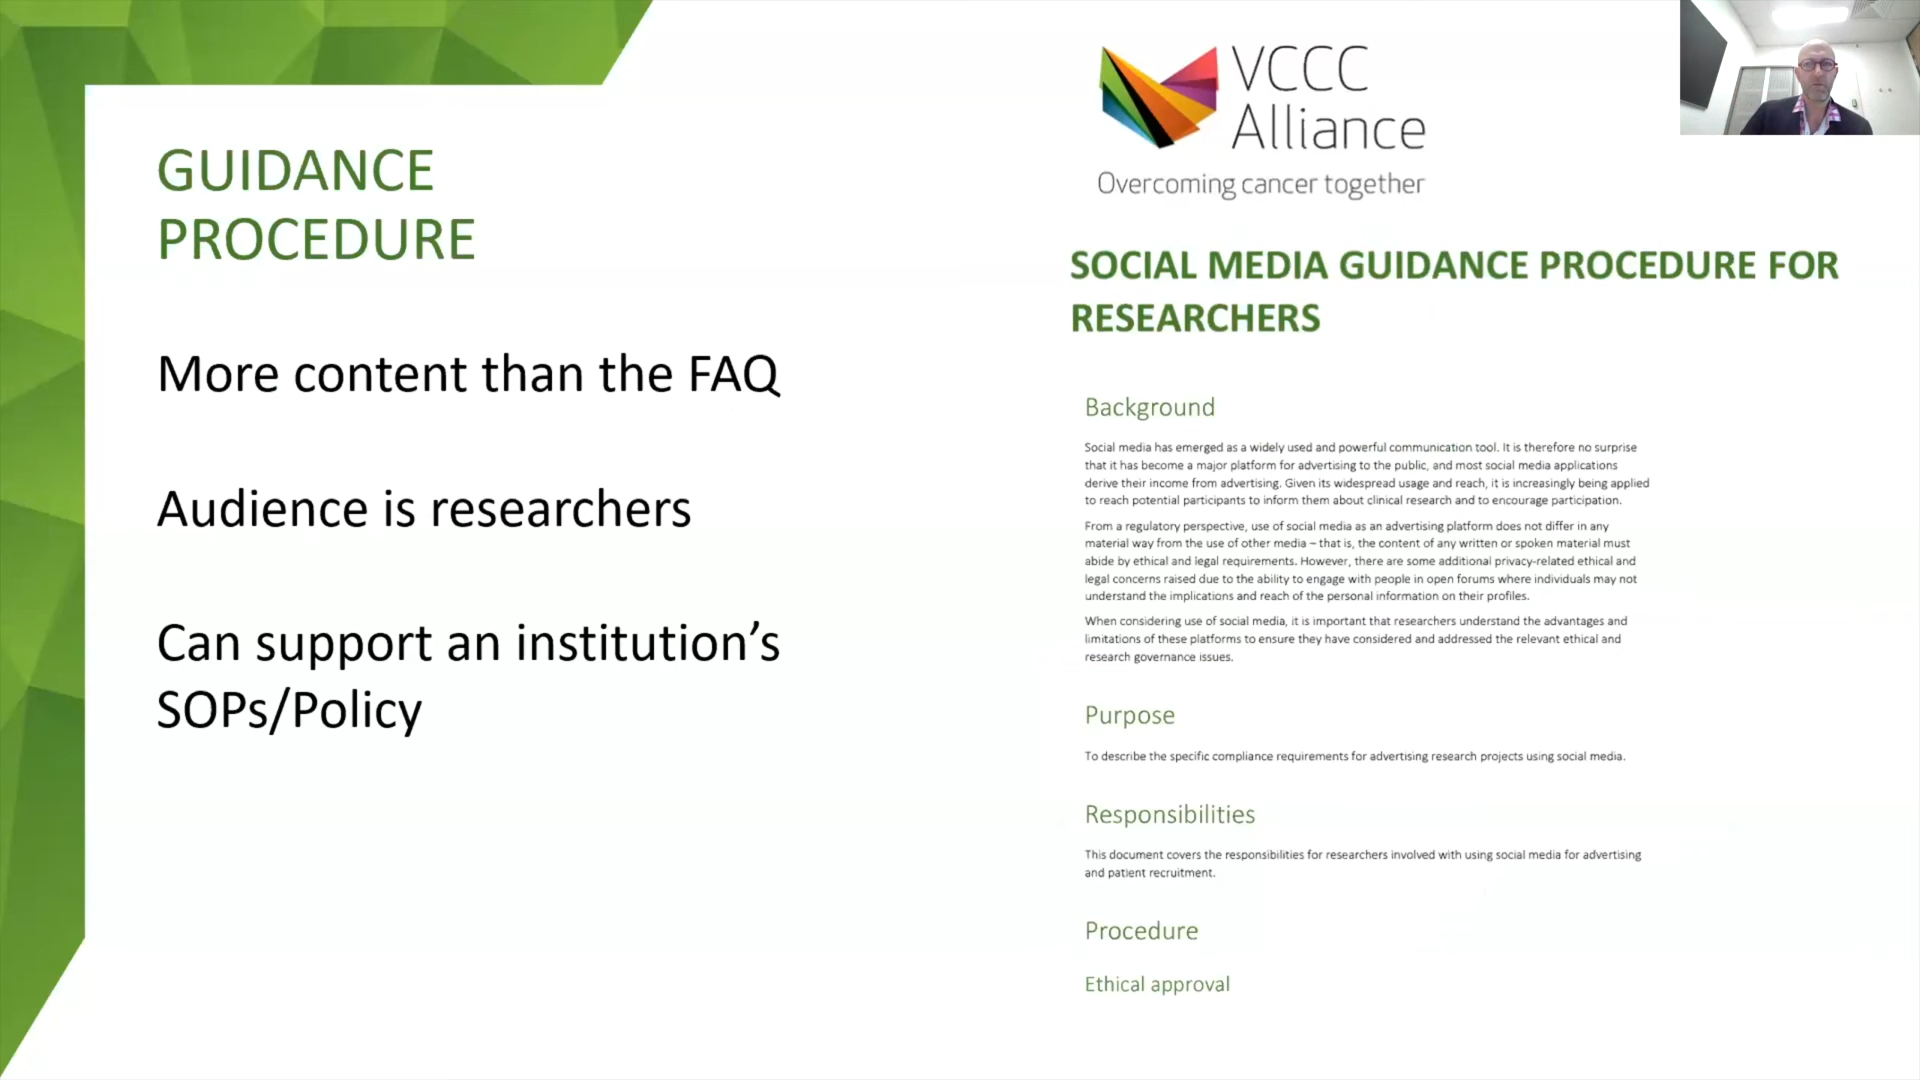 GUIDANCE
PROCEDURE
More content than the FAQ
Audience is researchers
Can support an institution’s
SOPs/Policy
VCCC
Alliance
Overcoming cancer together
SOCIAL MEDIA GUIDANCE PROCEDURE FOR
RESEARCHERS
Background
Social media has emerged as a widely used and powerful communication tool. It is therefore no surprise
that it has become a major platform for advertising to the public, and most social media applications
derive their income from advertising. Given its widespread usage and reach, it is increasingly being applied
to reach potential participants to inform them about clinical research and to encourage participation.
From a regulatory perspective, use of social media as an advertising platform does not differ in any
material way from the use of other media – that is, the content of any written or spoken material must
abide by ethical and legal requirements. However, there are some additional privacy-related ethical and
legal concerns raised due to the ability to engage with people in open forums where individuals may not
understand the implications and reach of the personal information on their profiles.
When considering use of social media, it is important that researchers understand the advantages and
limitations of these platforms to ensure they have considered and addressed the relevant ethical and
research governance issues.
Purpose
To describe the specific compliance requirements for advertising research projects using social media.
Responsibilities
This document covers the responsibilities for researchers involved with using social media for advertising
and patient recruitment.
Procedure
Ethical approval